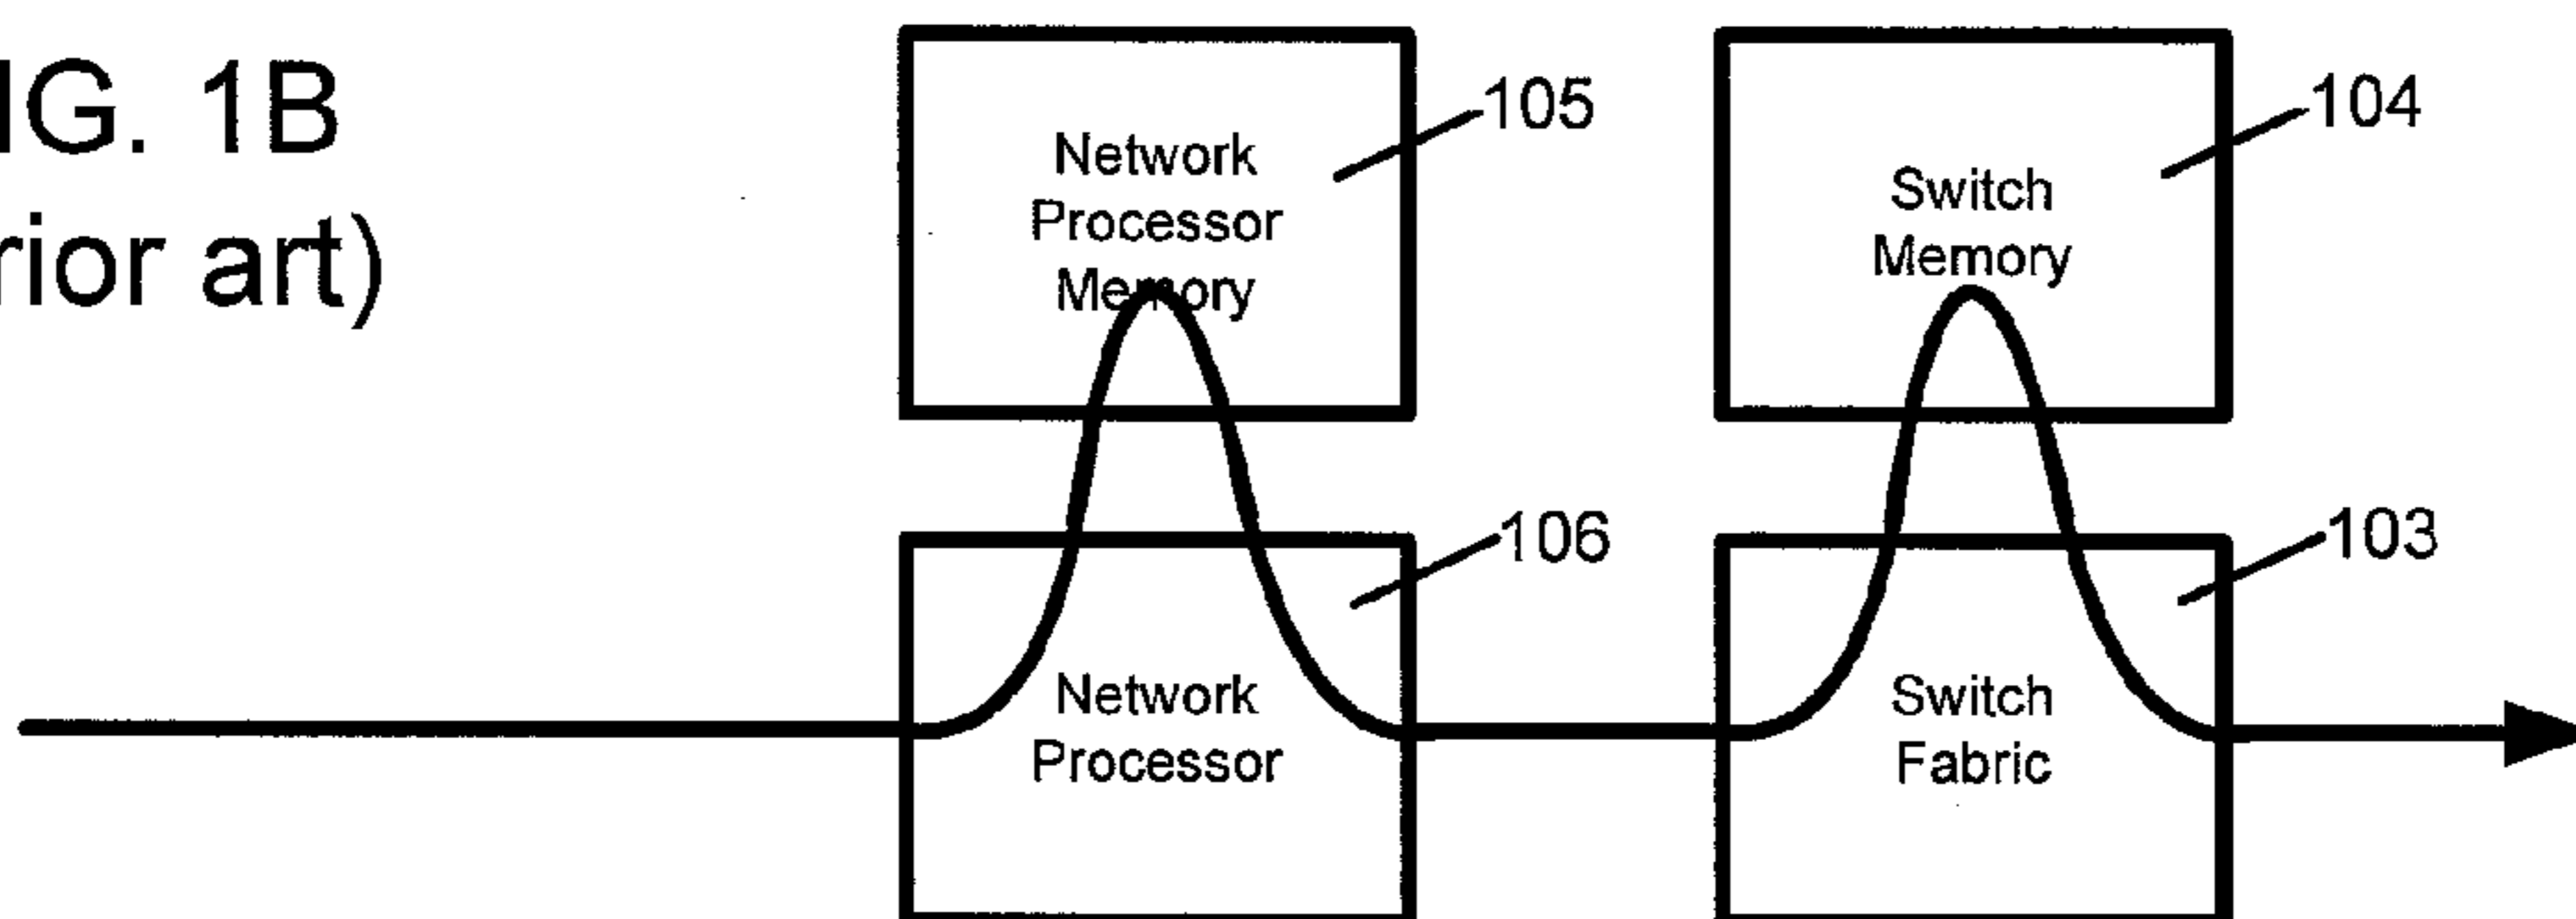 IG. 1B
rior art)
105
Network
Processor
Memory
104
Switch
Memory
106
Network
Processor
103
Switch
Fabric